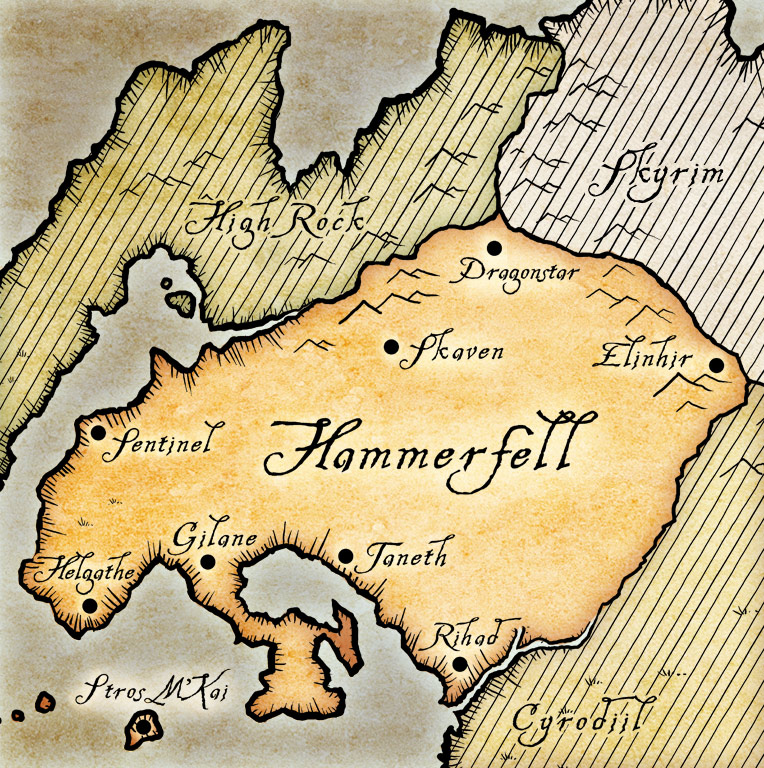 Skyrim
High Rock
Dragonstar
Skaven
Elinhir
Sentinel
Hammerfell
Gilane
Taneth
Helgathe
Rihad
Stros M'Kai
Cyrodiil